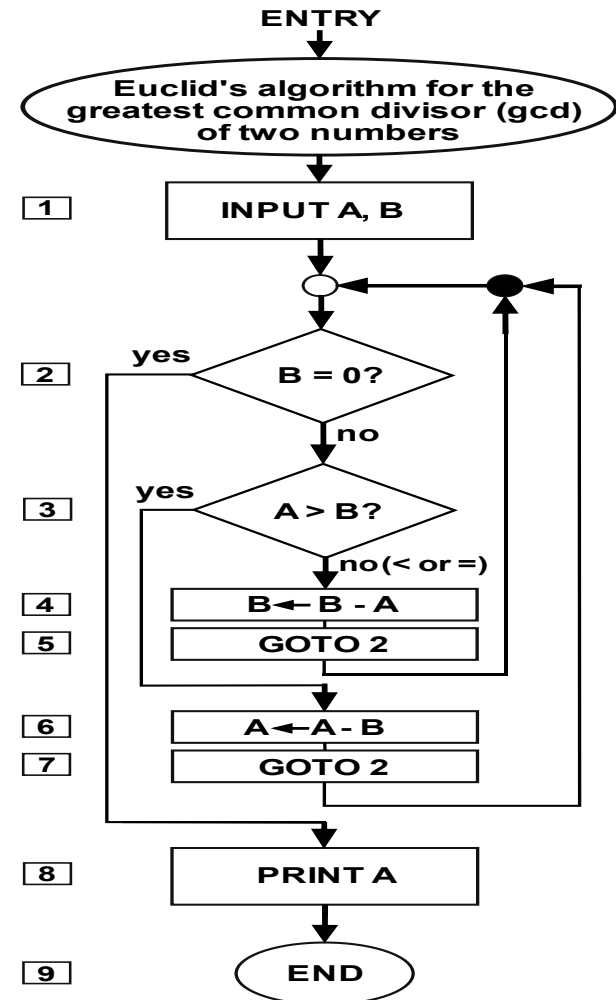 ENTRY
Euclid's algorithm for the
greatest common divisor (gcd)
of two numbers
1
INPUT A, B
yes
2
B = 0?
no
yes
3
A > B?
no (< or =)
4
B ← B - A
5
GOTO 2
6
A ← A - B
7
GOTO 2
8
PRINT A
9
END